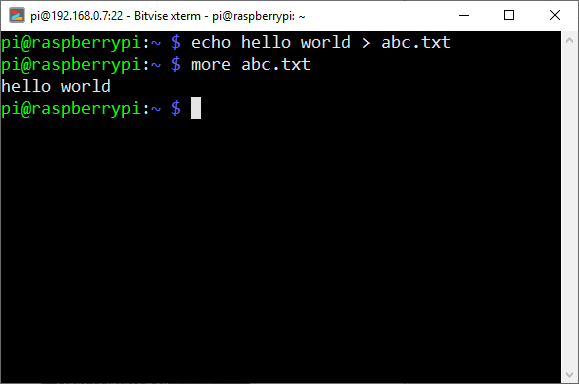 pi@192.168.0.7:22 - Bitvise xterm - pi@raspberrypi: ~
pi@raspberrypi:~ $ echo hello world > abc.txt
pi@raspberrypi:~ $ more abc.txt
hello world
pi@raspberrypi:~ $